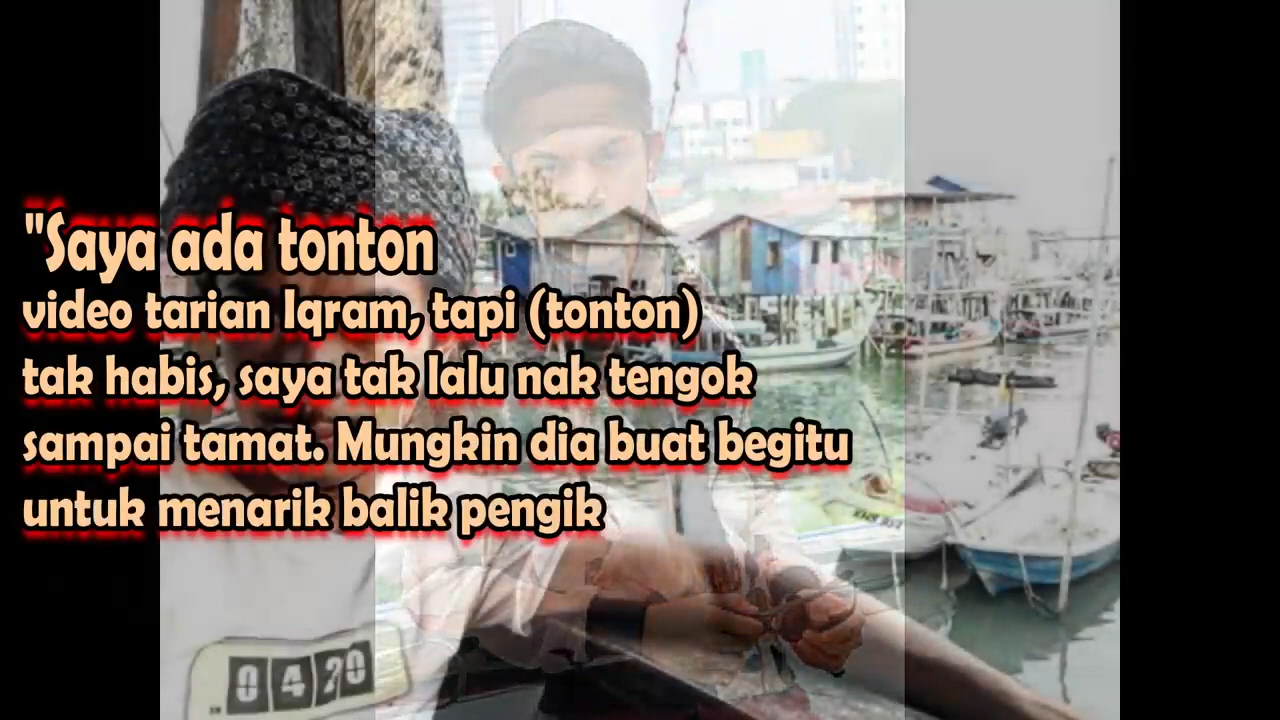 "Saya ada tonton
video tarian Iqram, tapi (tonton)
tak habis, saya tak lalu nak tengok
sampai tamat. Mungkin dia buat begitu
untuk menarik balik pengik
.0420